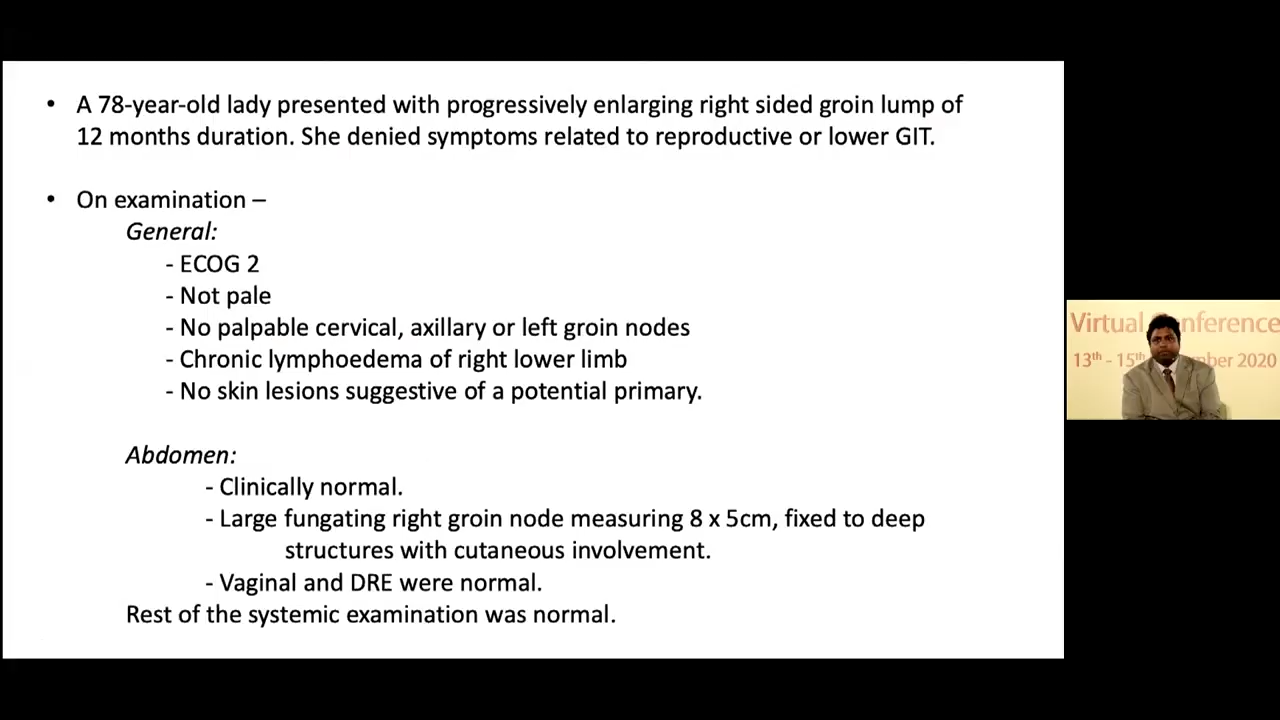 • A 78-year-old lady presented with progressively enlarging right sided groin lump of
12 months duration. She denied symptoms related to reproductive or lower GIT.
• On examination –
General:
- ECOG 2
- Not pale
- No palpable cervical, axillary or left groin nodes
- Chronic lymphoedema of right lower limb
- No skin lesions suggestive of a potential primary.
Abdomen:
- Clinically normal.
- Large fungating right groin node measuring 8 x 5cm, fixed to deep
structures with cutaneous involvement.
- Vaginal and DRE were normal.
Rest of the systemic examination was normal.
Virtual nference
13th - 15th mber 2020